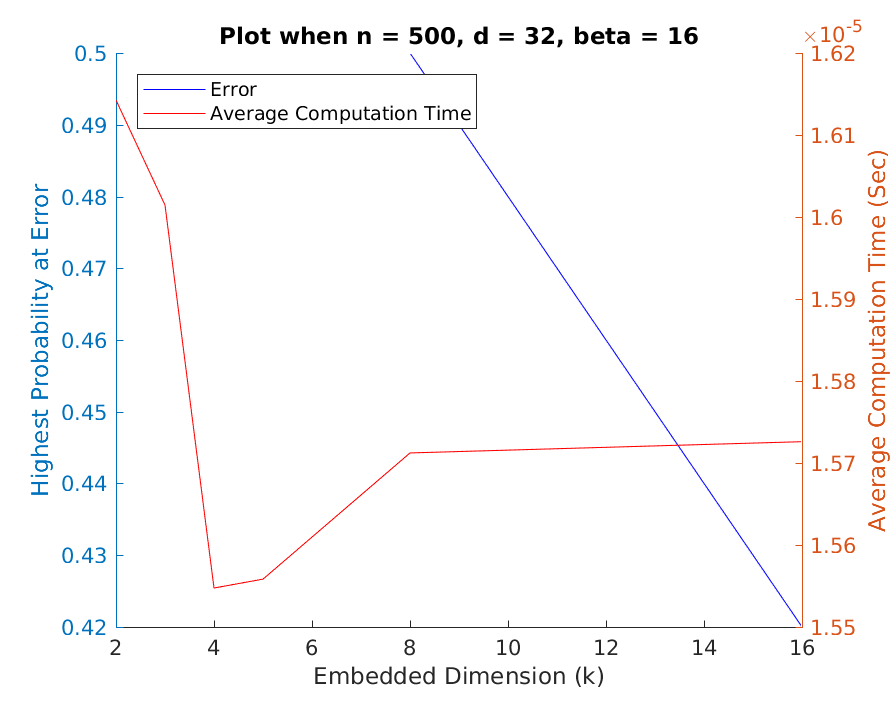 Plot when n = 500, d = 32, beta = 16
×10-5
Error
Average Computation Time
0.5
0.49
0.48
0.47
0.46
0.45
0.44
0.43
0.42
Highest Probability at Error
1.62
1.61
1.6
1.59
1.58
1.57
1.56
1.55
Average Computation Time (Sec)
2 4 6 8 10 12 14 16
Embedded Dimension (k)